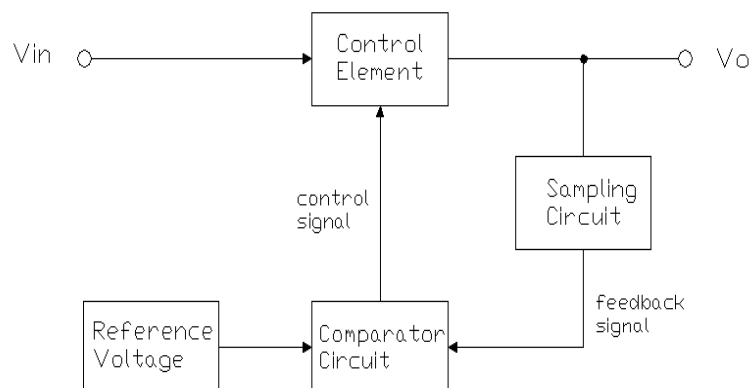 Vin
Control
Element
Vo
control
signal
Sampling
Circuit
feedback
signal
Reference
Voltage
Comparator
Circuit